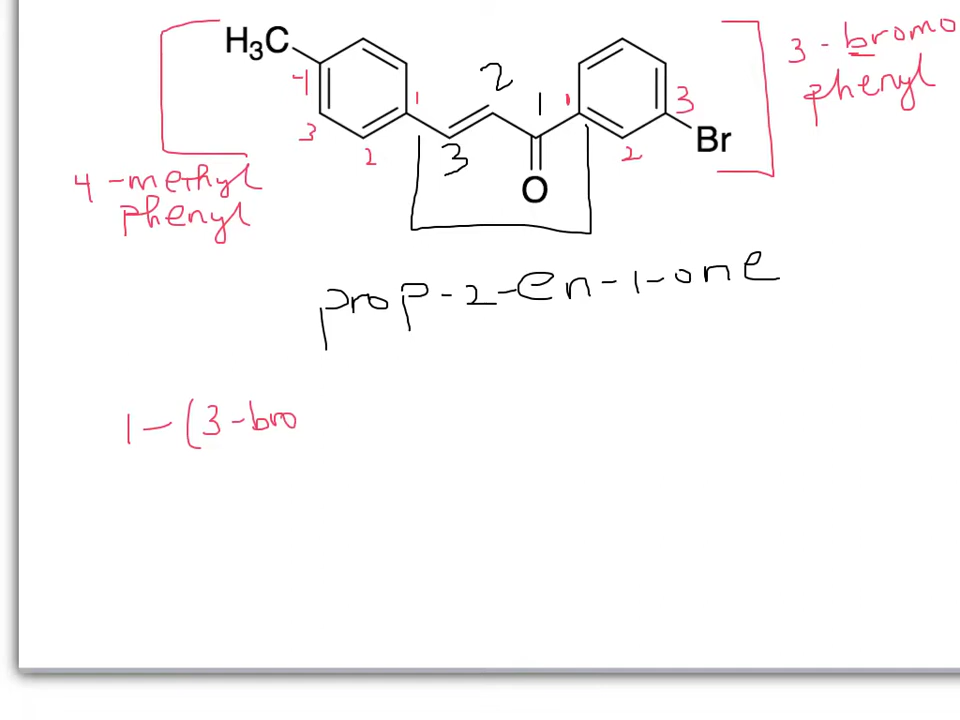 H₃C
4
3
2
1
3
2
1
O
1
2
3
Br
3-bromo
phenyl
4-methyl
phenyl
prop-2-en-1-one
1-(3-bro